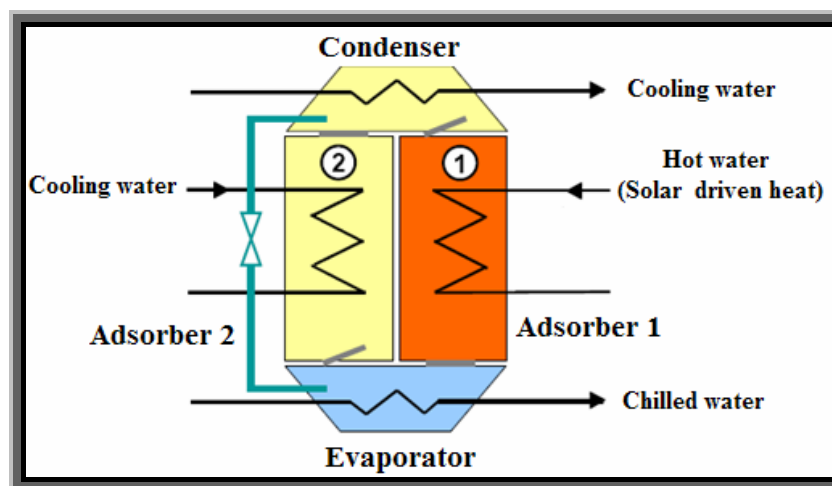 Condenser
Cooling water
2
1
Hot water
Cooling water
(Solar driven heat)
Adsorber 2
Adsorber 1
Chilled water
Evaporator